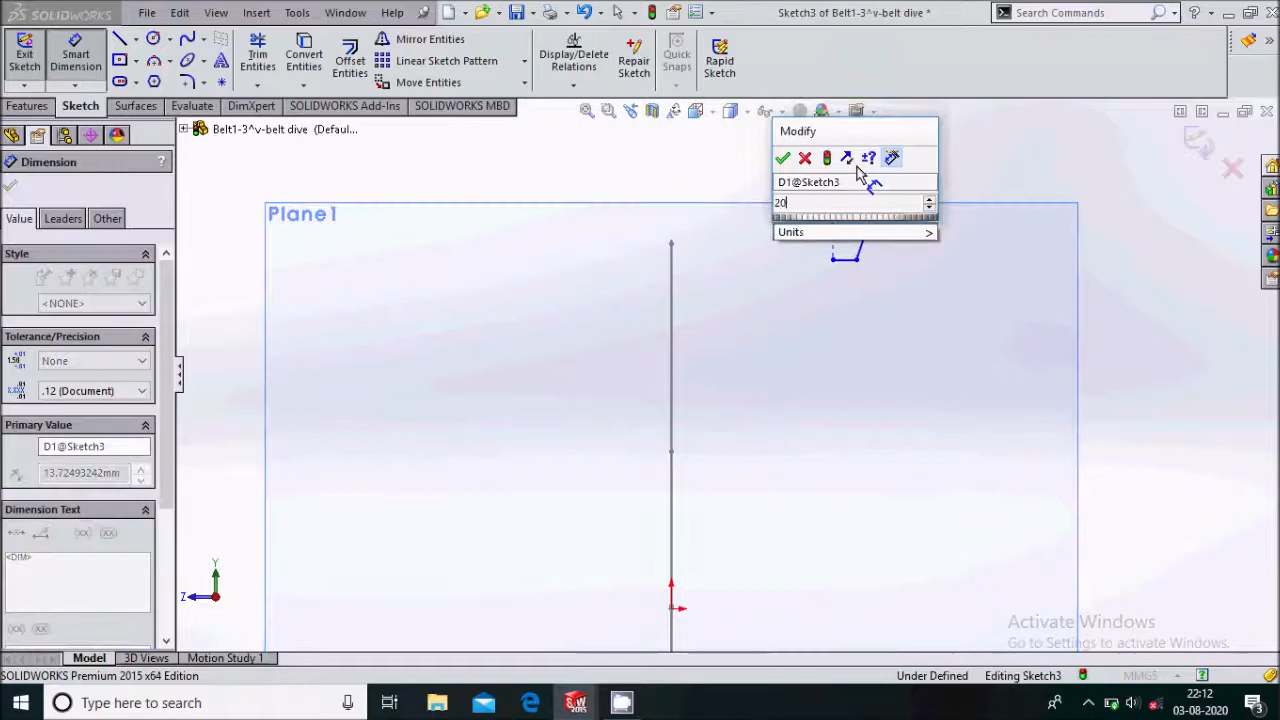 SOLIDWORKS File Edit View Insert Tools Window Help Sketch3 of Belt1-3^v-belt dive * Search Commands
Exit Sketch
Smart Dimension
Trim Entities
Convert Entities
Offset Entities
Mirror Entities
Linear Sketch Pattern
Move Entities
Display/Delete Relations
Repair Sketch
Quick Snaps
Rapid Sketch
Features Sketch Surfaces Evaluate DimXpert SOLIDWORKS Add-Ins SOLIDWORKS MBD
Belt1-3^v-belt dive (Defaul...
Modify
D1@Sketch3
20
Units >
Dimension ?
Value Leaders Other
Style
<NONE>
Tolerance/Precision
None
.12 (Document)
Primary Value
D1@Sketch3
13.72493242mm
Dimension Text
<DIM>
Plane1
Y
Z
Activate Windows
Go to Settings to activate Windows.
Model 3D Views Motion Study 1
SOLIDWORKS Premium 2015 x64 Edition Under Defined Editing Sketch3 MMGS
Type here to search
22:12
03-08-2020
3